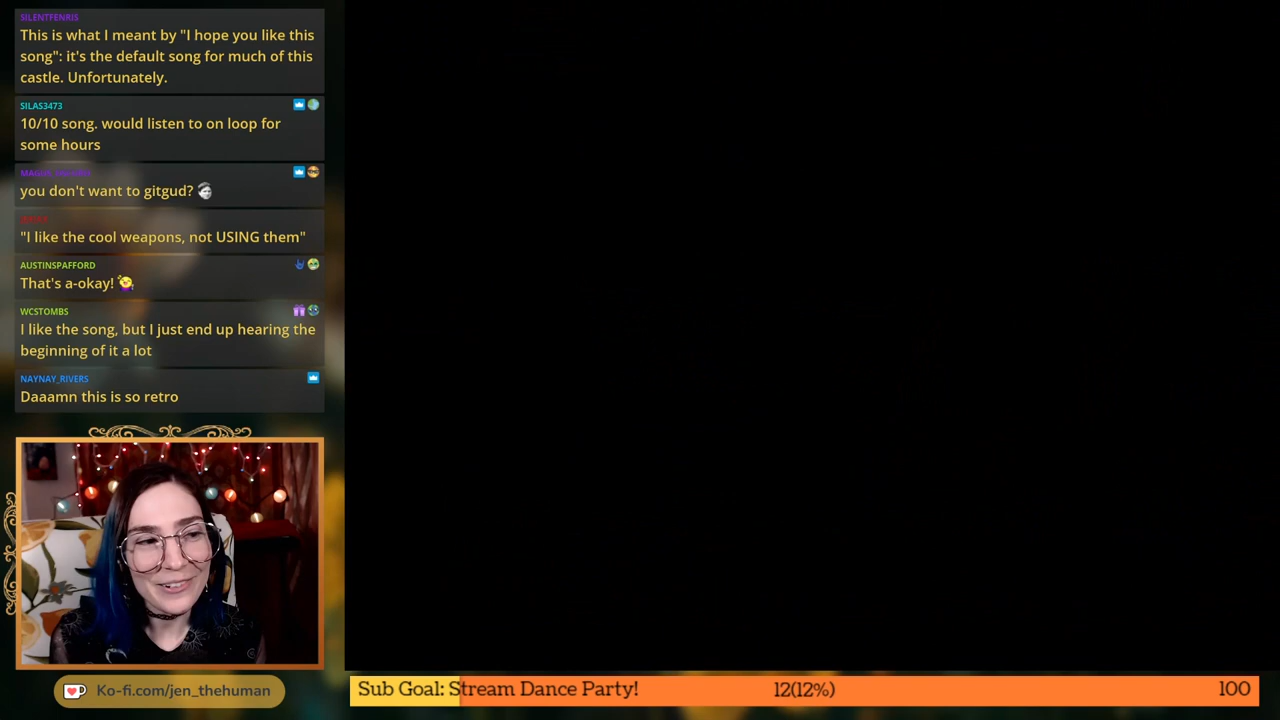 SILENTFENRIS
This is what I meant by "I hope you like this
song": it's the default song for much of this
castle. Unfortunately.
SILAS3473
10/10 song. would listen to on loop for
some hours
you don't want to gitgud?
"I like the cool weapons, not USING them"
AUSTINSPAFFORD
That's a-okay!
WCSTOMBS
I like the song, but I just end up hearing the
beginning of it a lot
NAYNAY_RIVERS
Daaamn this is so retro
Ko-fi.com/jen_thehuman
Sub Goal: Stream Dance Party! 12(12%) 100